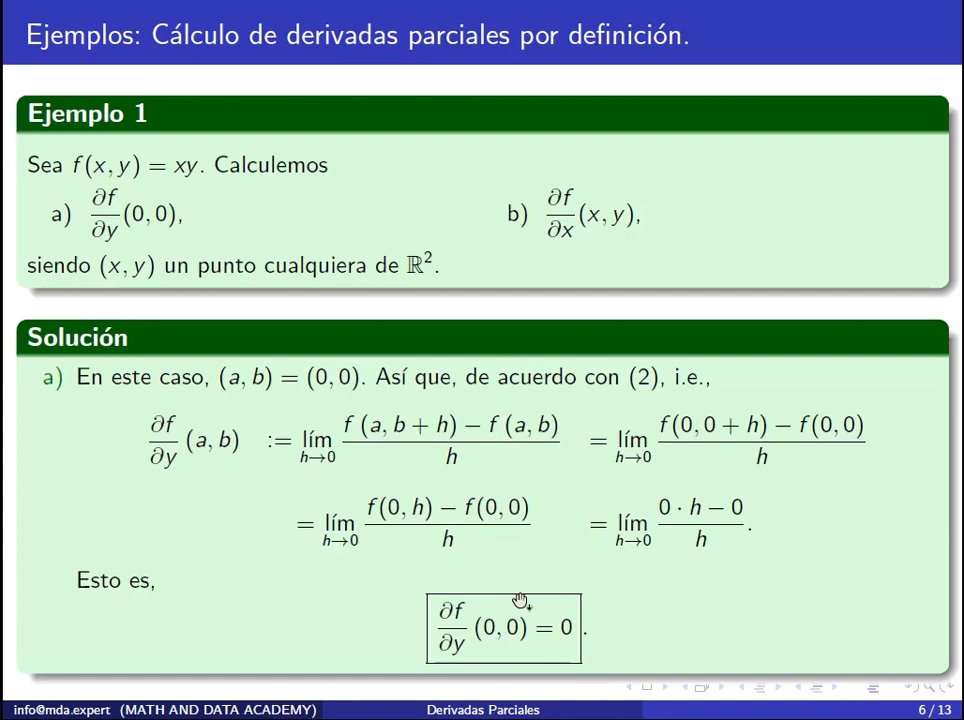 Ejemplos: Cálculo de derivadas parciales por definición.
Ejemplo 1
Sea f(x, y) = xy. Calculemos
a) ∂f/∂y (0, 0),    b) ∂f/∂x (x, y),
siendo (x, y) un punto cualquiera de ℝ².
Solución
a) En este caso, (a, b) = (0, 0). Así que, de acuerdo con (2), i.e.,
∂f/∂y (a, b) := lím_{h→0} (f (a, b + h) − f (a, b))/h = lím_{h→0} (f(0, 0 + h) − f(0, 0))/h
= lím_{h→0} (f(0, h) − f(0, 0))/h = lím_{h→0} (0 · h − 0)/h.
Esto es,
∂f/∂y (0, 0) = 0.
info@mda.expert (MATH AND DATA ACADEMY)    Derivadas Parciales    6 / 13